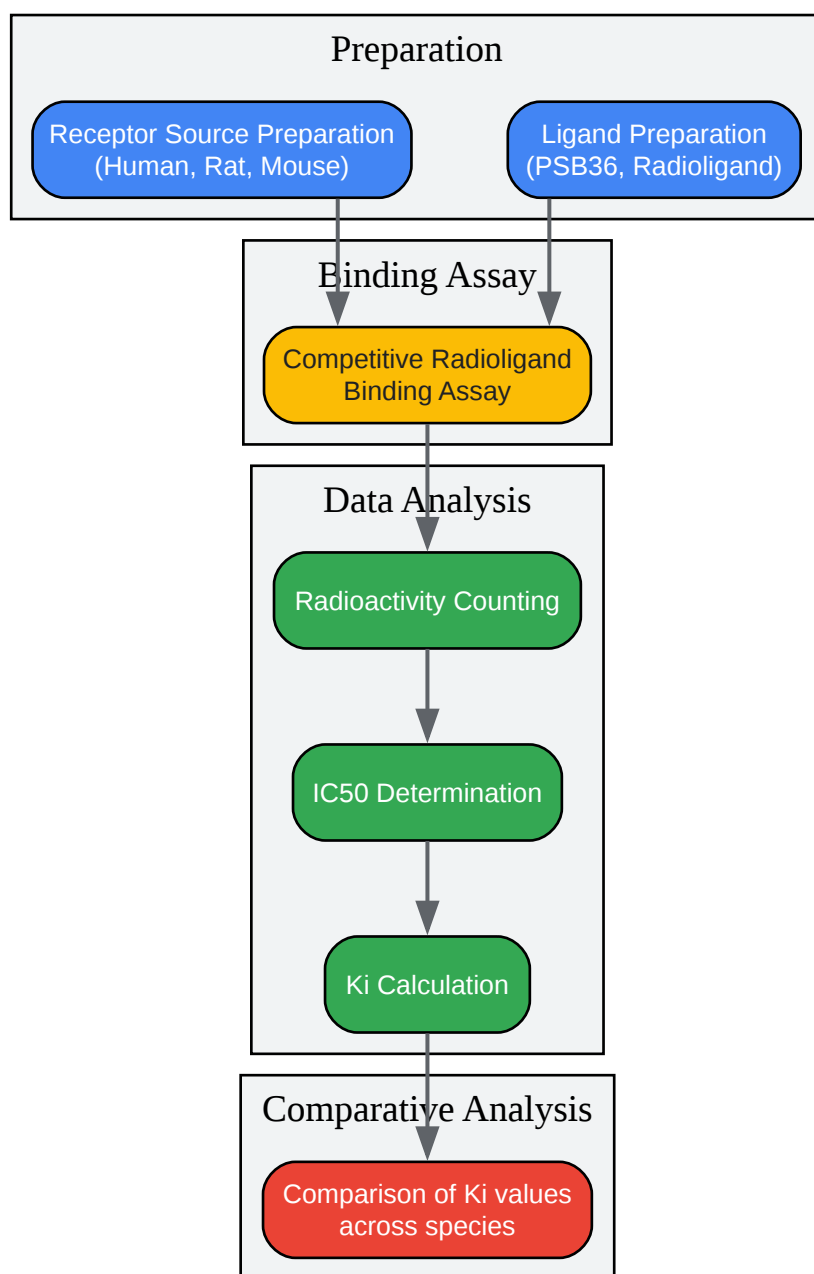 Preparation
Receptor Source Preparation
(Human, Rat, Mouse)
Ligand Preparation
(PSB36, Radioligand)
Binding Assay
Competitive Radioligand
Binding Assay
Data Analysis
Radioactivity Counting
IC50 Determination
Ki Calculation
Comparative Analysis
Comparison of Ki values
across species